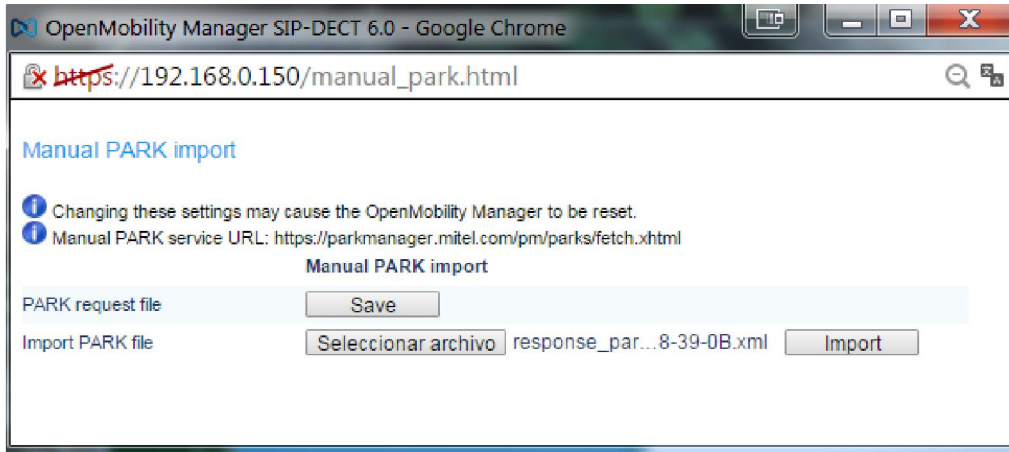 OpenMobility Manager SIP-DECT 6.0 - Google Chrome
https://192.168.0.150/manual_park.html
Manual PARK import
Changing these settings may cause the OpenMobility Manager to be reset.
Manual PARK service URL: https://parkmanager.mitel.com/pm/parks/fetch.xhtml
Manual PARK import
PARK request file Save
Import PARK file Seleccionar archivo response_par...8-39-0B.xml Import